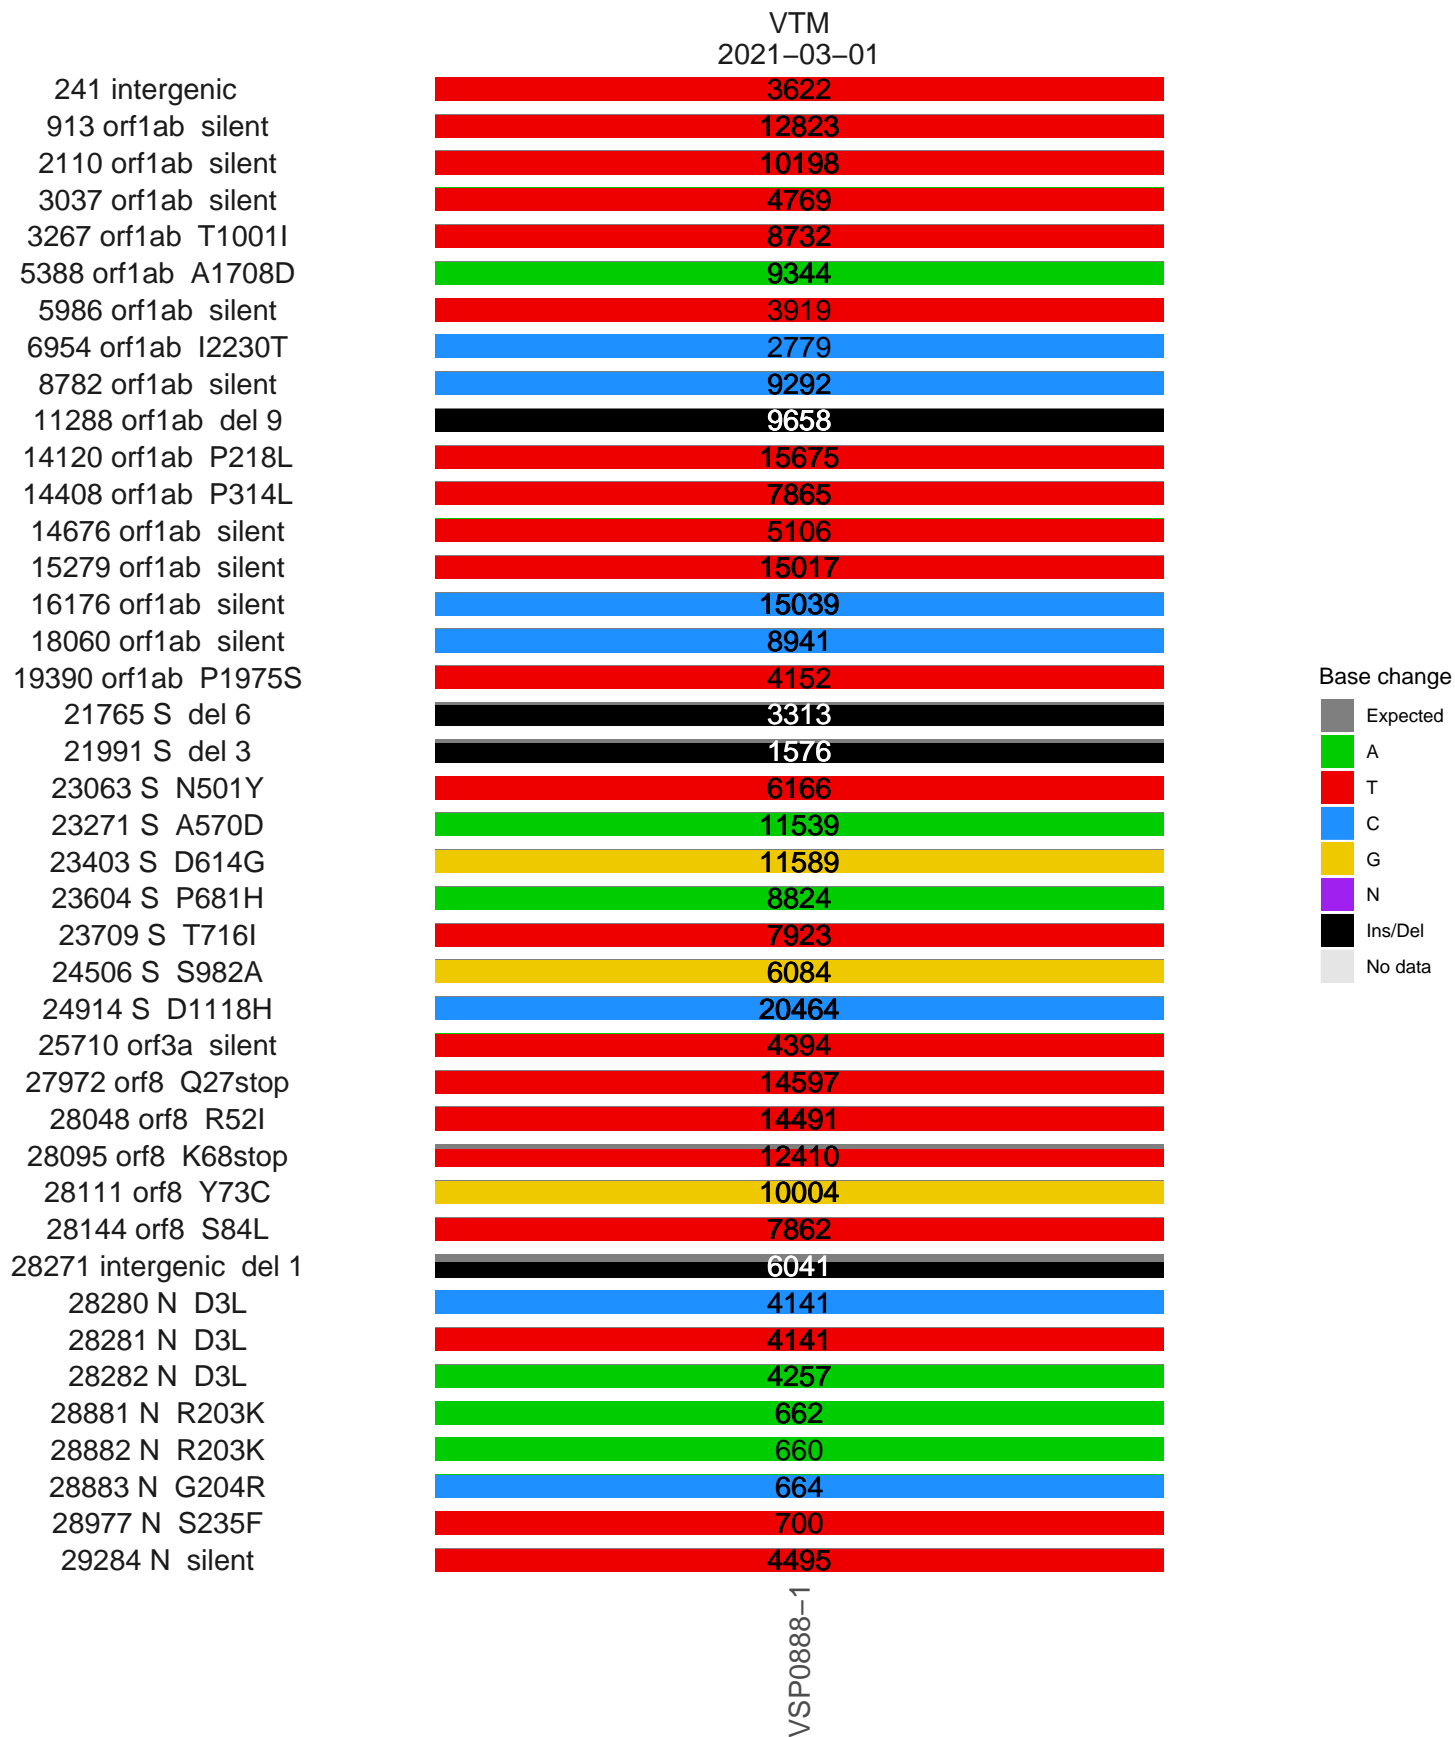 VTM
2021−03−01
241 intergenic 3622
913 orf1ab silent 12823
2110 orf1ab silent 10198
3037 orf1ab silent 4769
3267 orf1ab T1001I 8732
5388 orf1ab A1708D 9344
5986 orf1ab silent 3919
6954 orf1ab I2230T 2779
8782 orf1ab silent 9292
11288 orf1ab del 9 9658
14120 orf1ab P218L 15675
14408 orf1ab P314L 7865
14676 orf1ab silent 5106
15279 orf1ab silent 15017
16176 orf1ab silent 15039
18060 orf1ab silent 8941
19390 orf1ab P1975S 4152
21765 S del 6 3313
21991 S del 3 1576
23063 S N501Y 6166
23271 S A570D 11539
23403 S D614G 11589
23604 S P681H 8824
23709 S T716I 7923
24506 S S982A 6084
24914 S D1118H 20464
25710 orf3a silent 4394
27972 orf8 Q27stop 14597
28048 orf8 R52I 14491
28095 orf8 K68stop 12410
28111 orf8 Y73C 10004
28144 orf8 S84L 7862
28271 intergenic del 1 6041
28280 N D3L 4141
28281 N D3L 4141
28282 N D3L 4257
28881 N R203K 662
28882 N R203K 660
28883 N G204R 664
28977 N S235F 700
29284 N silent 4495
VSP0888−1
Base change
Expected
A
T
C
G
N
Ins/Del
No data